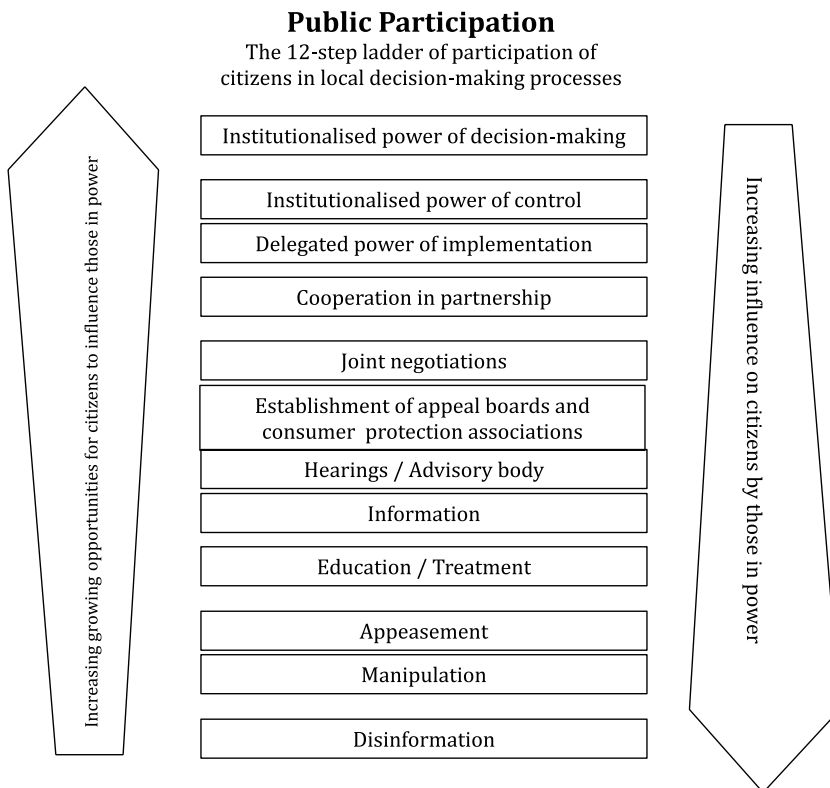 Public Participation
The 12-step ladder of participation of
citizens in local decision-making processes
Increasing growing opportunities for citizens to influence those in power
Institutionalised power of decision-making
Institutionalised power of control
Delegated power of implementation
Cooperation in partnership
Joint negotiations
Establishment of appeal boards and
consumer protection associations
Hearings / Advisory body
Information
Education / Treatment
Appeasement
Manipulation
Disinformation
Increasing influence on citizens by those in power